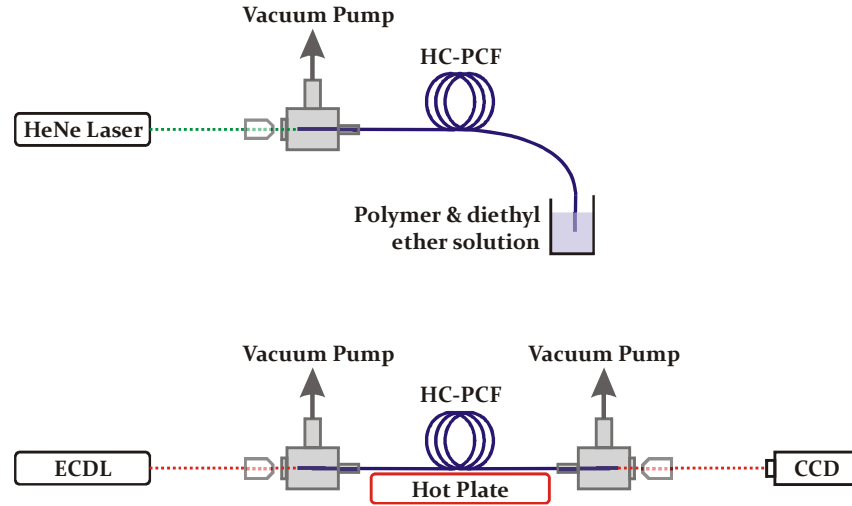 Vacuum Pump
HC-PCF
HeNe Laser
Polymer & diethyl
ether solution
Vacuum Pump
Vacuum Pump
HC-PCF
ECDL
Hot Plate
CCD